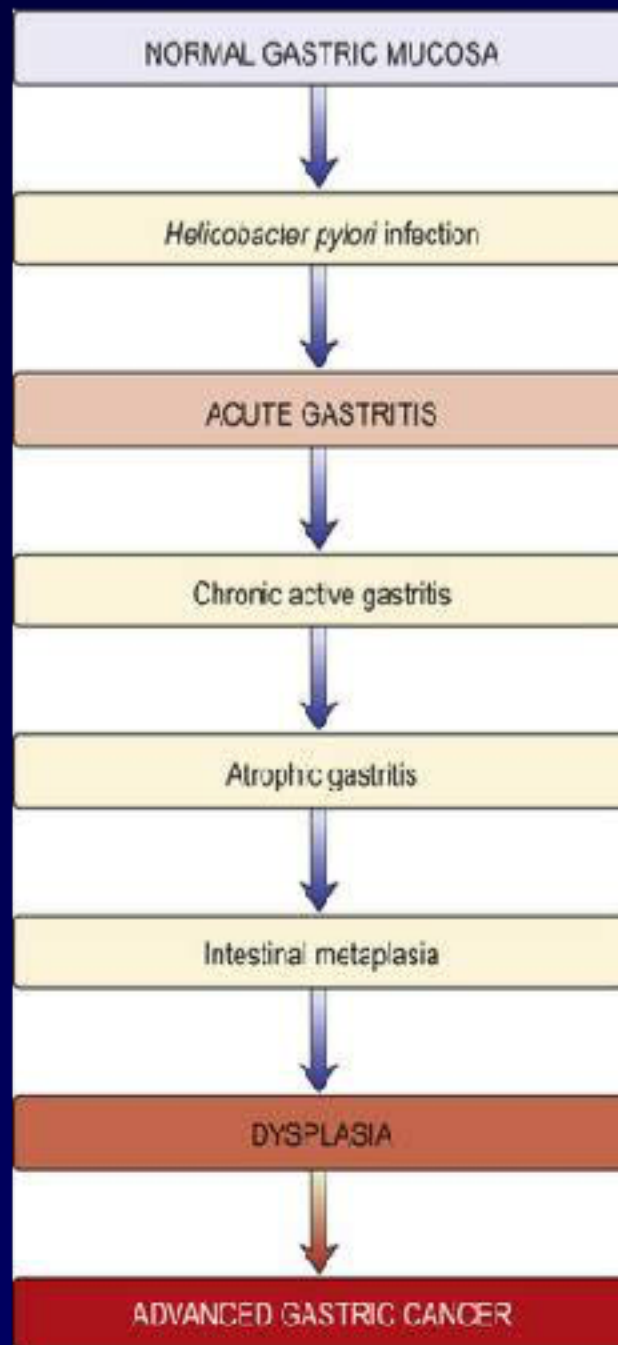 NORMAL GASTRIC MUCOSA
Helicobacter pylori infection
ACUTE GASTRITIS
Chronic active gastritis
Atrophic gastritis
Intestinal metaplasia
DYSPLASIA
ADVANCED GASTRIC CANCER